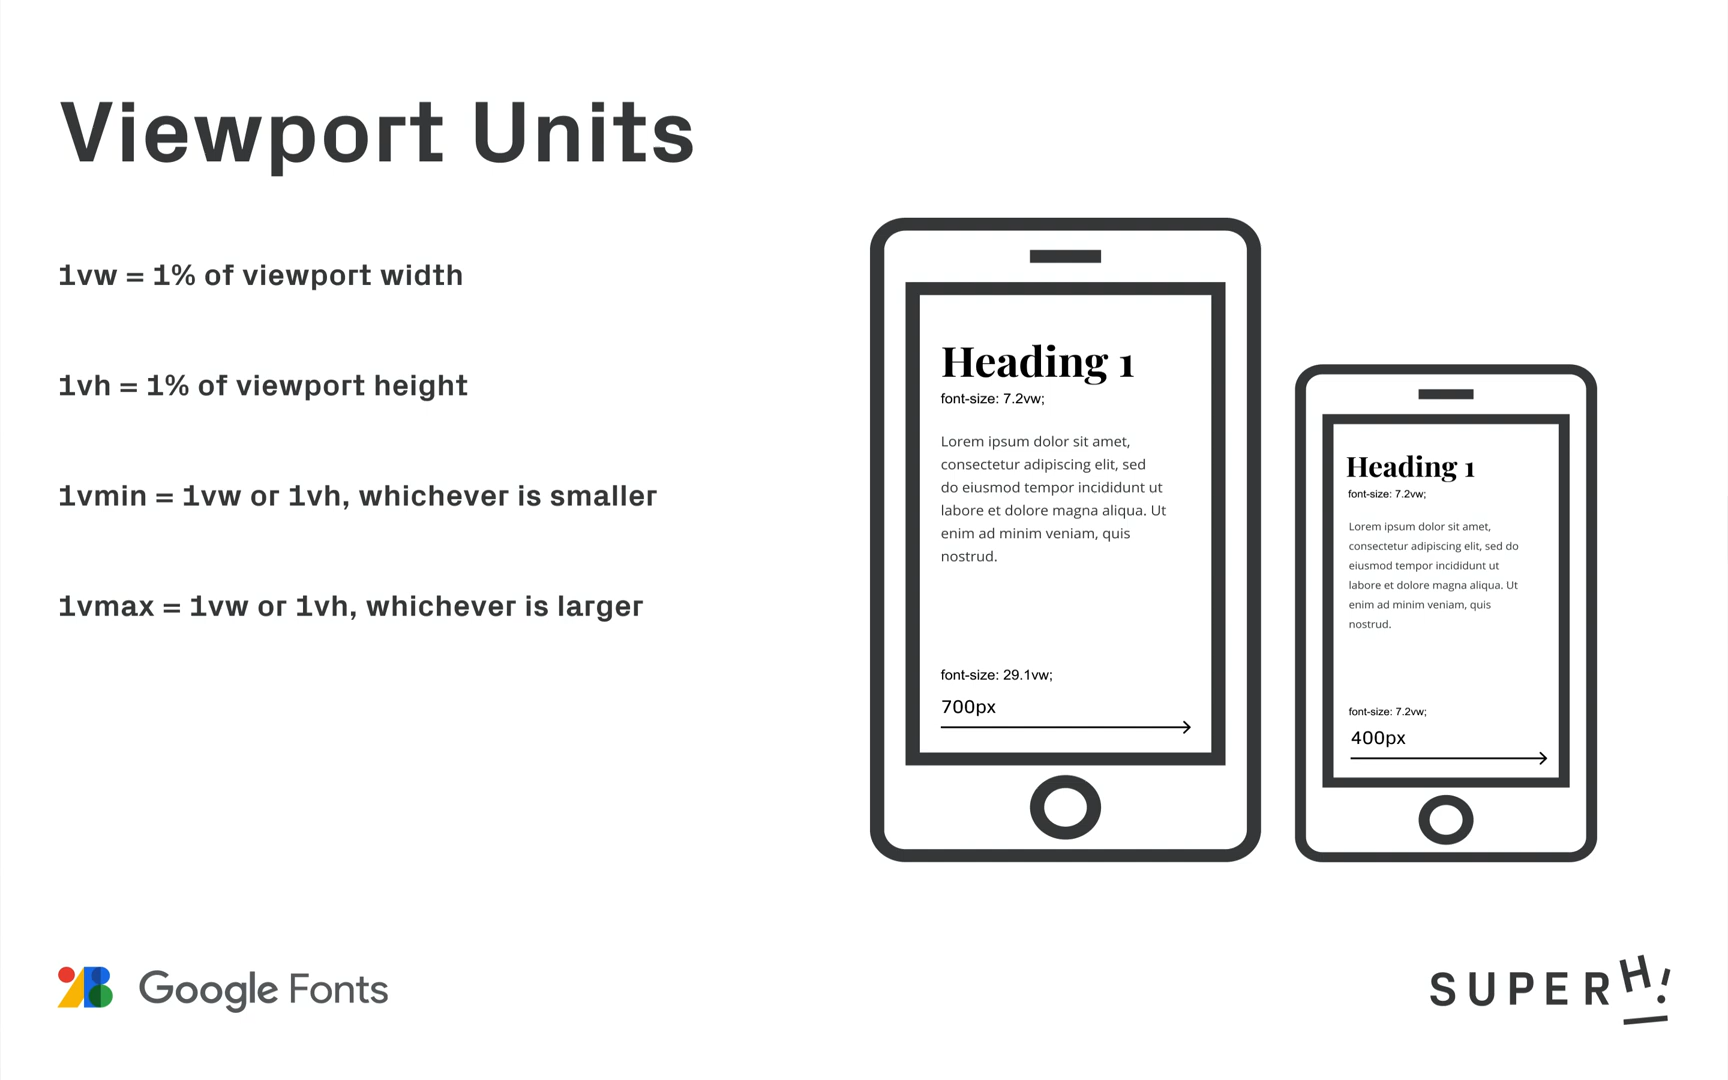 Viewport Units
1vw = 1% of viewport width
1vh = 1% of viewport height
1vmin = 1vw or 1vh, whichever is smaller
1vmax = 1vw or 1vh, whichever is larger
Heading 1
font-size: 7.2vw;
Lorem ipsum dolor sit amet,
consectetur adipiscing elit, sed
do eiusmod tempor incididunt ut
labore et dolore magna aliqua. Ut
enim ad minim veniam, quis
nostrud.
font-size: 29.1vw;
700px
Heading 1
font-size: 7.2vw;
Lorem ipsum dolor sit amet,
consectetur adipiscing elit, sed do
eiusmod tempor incididunt ut
labore et dolore magna aliqua. Ut
enim ad minim veniam, quis
nostrud.
font-size: 7.2vw;
400px
Google Fonts
SUPERH!